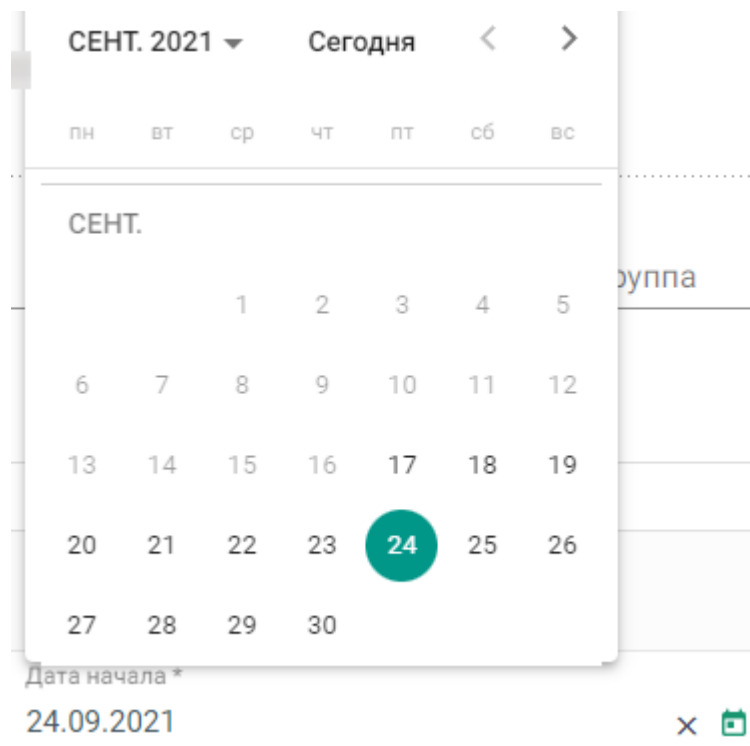 СЕНТ. 2021 Сегодня
пн вт ср чт пт сб вс
СЕНТ.
1 2 3 4 5
руппа
6 7 8 9 10 11 12
13 14 15 16 17 18 19
20 21 22 23 24 25 26
27 28 29 30
Дата начала *
24.09.2021